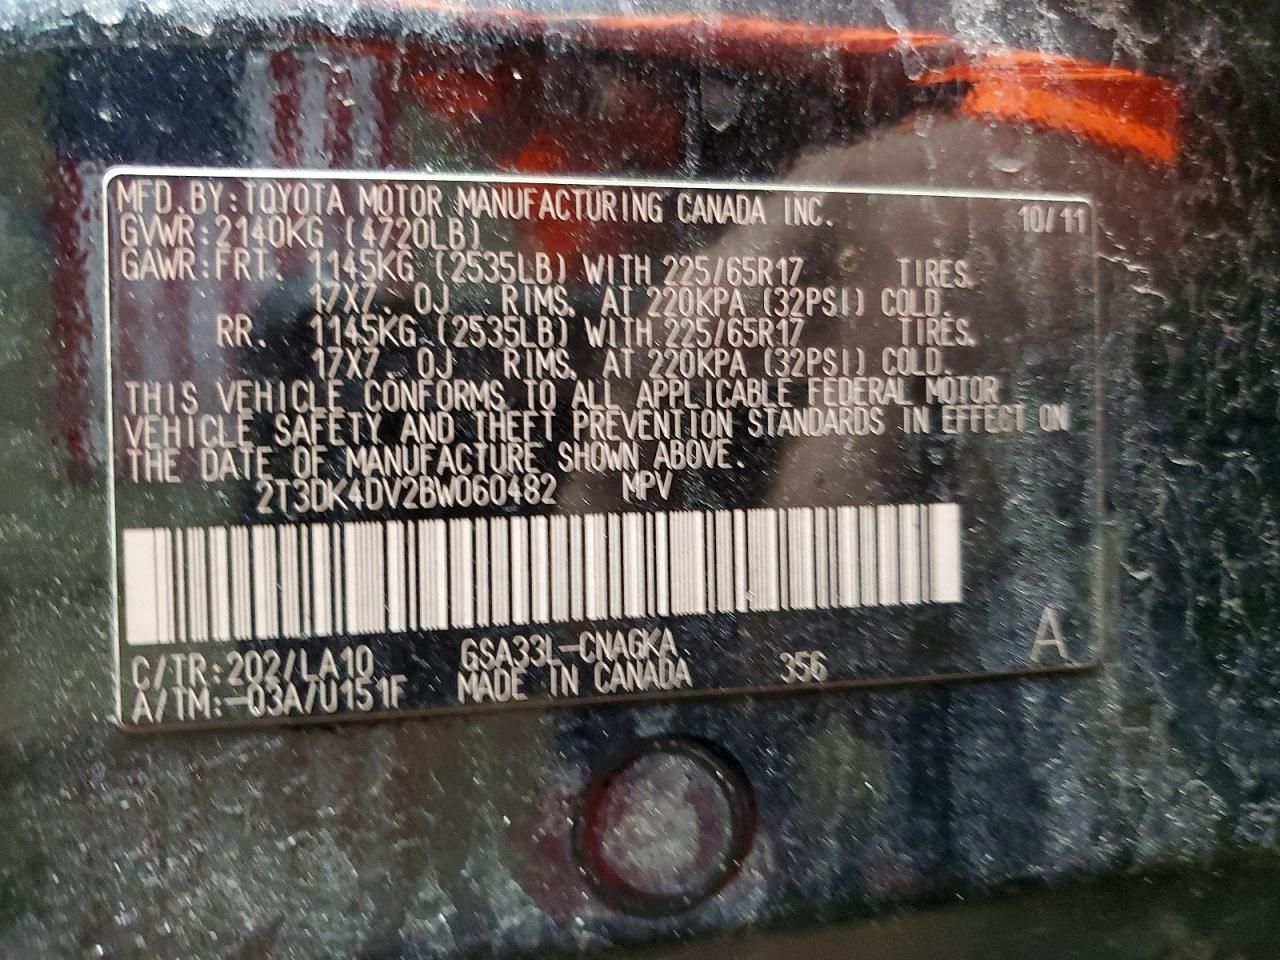 MFD. BY: TOYOTA MOTOR MANUFACTURING CANADA INC. 10/11
GVWR: 2140KG (4720LB)
GAWR: FRT. 1145KG (2535LB) WITH 225/65R17 TIRES.
17X7. 0J RIMS. AT 220KPA (32PSI) COLD.
RR. 1145KG (2535LB) WITH 225/65R17 TIRES.
17X7. 0J RIMS. AT 220KPA (32PSI) COLD.
THIS VEHICLE CONFORMS TO ALL APPLICABLE FEDERAL MOTOR
VEHICLE SAFETY AND THEFT PREVENTION STANDARDS IN EFFECT ON
THE DATE OF MANUFACTURE SHOWN ABOVE.
2T3DK4DV2BW060482 MPV
C/TR: 202/LA10 GSA33L-CNAGKA
A/TM: -03A/U151F MADE IN CANADA 356 A